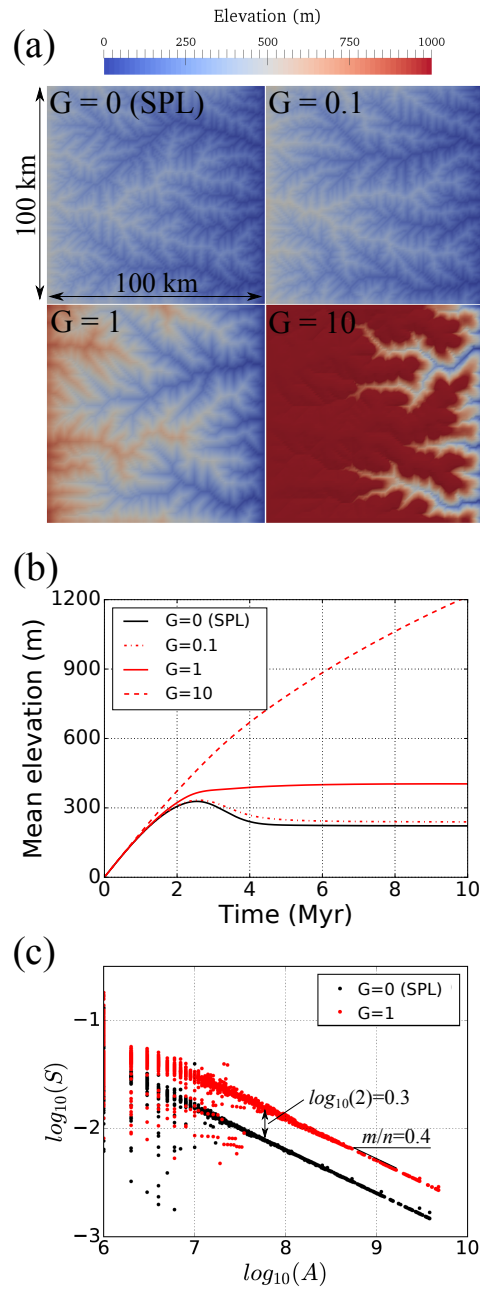 (a)
Elevation (m)
0 250 500 750 1000
G = 0 (SPL)
G = 0.1
100 km
100 km
G = 1
G = 10
(b)
1200
900
600
300
0
Mean elevation (m)
G=0 (SPL)
G=0.1
G=1
G=10
0 2 4 6 8 10
Time (Myr)
(c)
−1
−2
−3
log10(S)
G=0 (SPL)
G=1
log10(2)=0.3
m/n=0.4
6 7 8 9 10
log10(A)